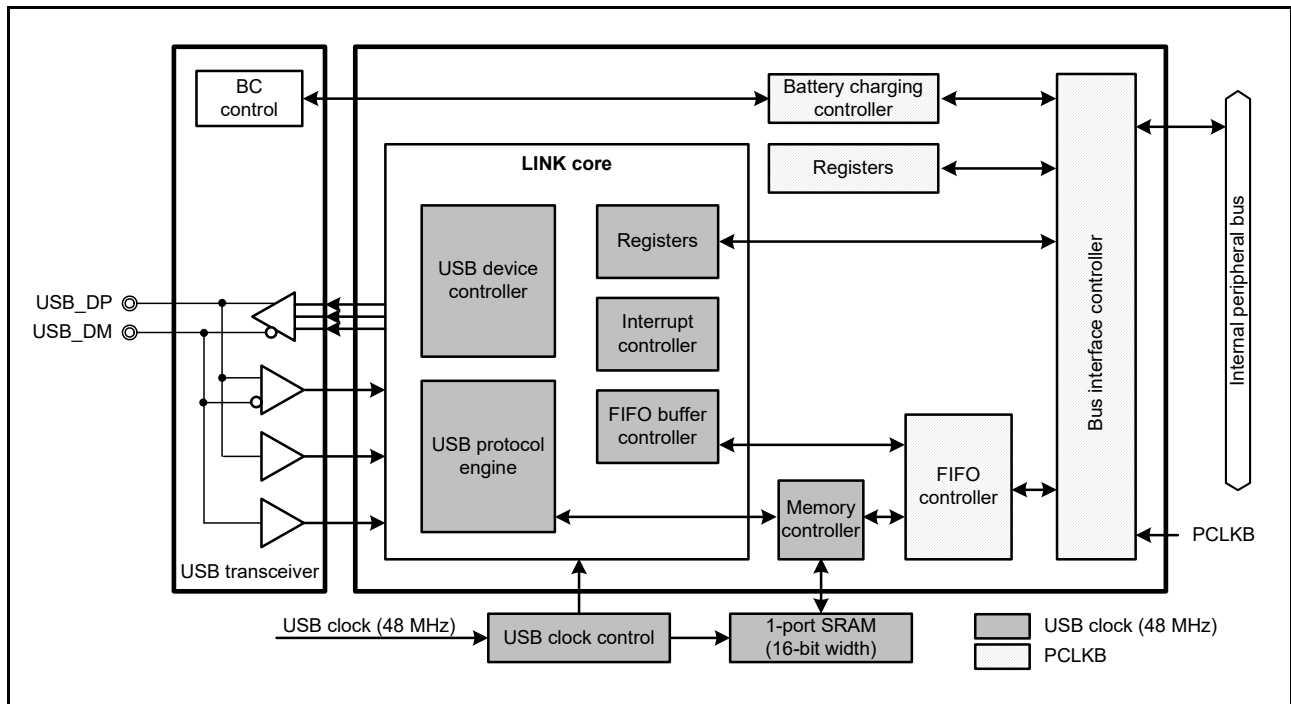 BC
control
Battery charging
controller
LINK core
Registers
USB device
controller
Registers
Interrupt
controller
USB_DP
USB_DM
USB protocol
engine
FIFO buffer
controller
Memory
controller
FIFO
controller
Bus interface controller
Internal peripheral bus
PCLKB
USB transceiver
USB clock (48 MHz)
USB clock control
1-port SRAM
(16-bit width)
USB clock (48 MHz)
PCLKB